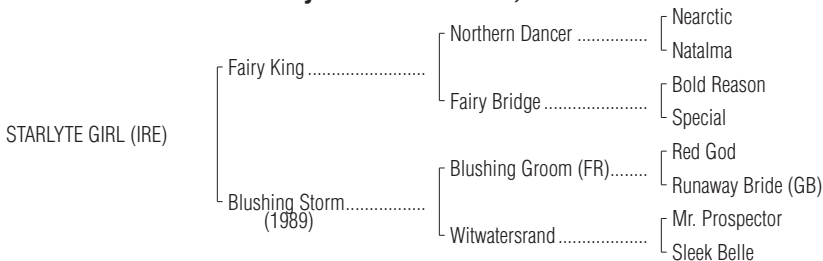 Nearctic
Northern Dancer ...............
Natalma
Fairy King .........................
Bold Reason
Fairy Bridge ......................
Special
STARLYTE GIRL (IRE)
Red God
Blushing Groom (FR)........
Runaway Bride (GB)
Blushing Storm.................
(1989)
Mr. Prospector
Witwatersrand ...................
Sleek Belle